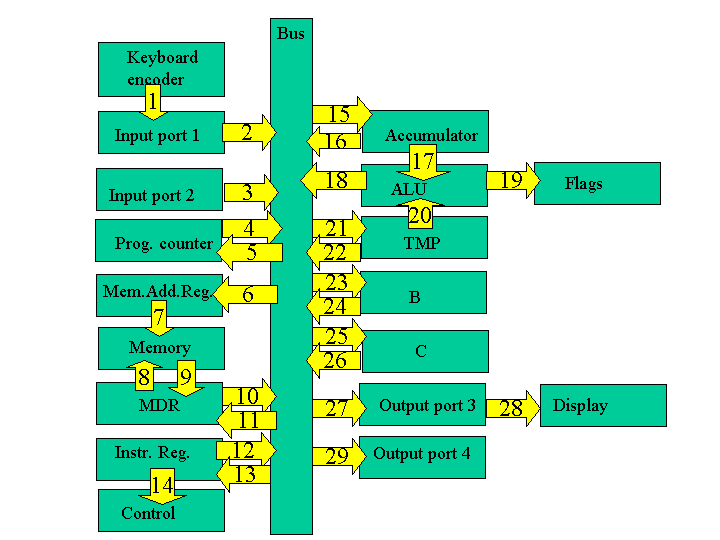 Bus
Keyboard
encoder
1
Input port 1
2
15
16
Accumulator
17
Input port 2
3
18
ALU
19
Flags
20
Prog. counter
4
5
21
22
TMP
Mem.Add.Reg.
6
7
23
24
B
Memory
8
9
25
26
C
MDR
10
11
27
Output port 3
28
Display
Instr. Reg.
12
13
14
29
Output port 4
Control